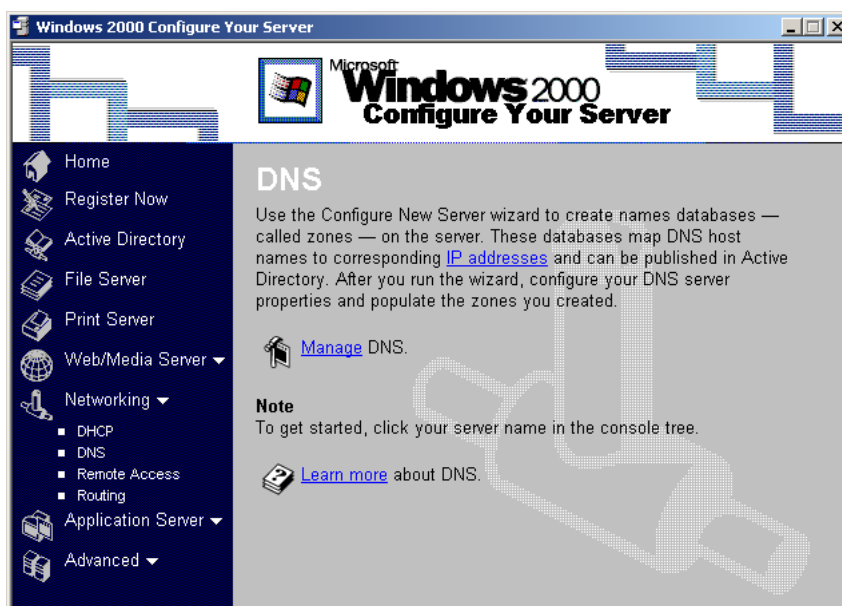 Windows 2000 Configure Your Server
Microsoft
Windows 2000
Configure Your Server
Home
Register Now
Active Directory
File Server
Print Server
Web/Media Server
Networking
DHCP
DNS
Remote Access
Routing
Application Server
Advanced
DNS
Use the Configure New Server wizard to create names databases —
called zones — on the server. These databases map DNS host
names to corresponding IP addresses and can be published in Active
Directory. After you run the wizard, configure your DNS server
properties and populate the zones you created.
Manage DNS.
Note
To get started, click your server name in the console tree.
Learn more about DNS.